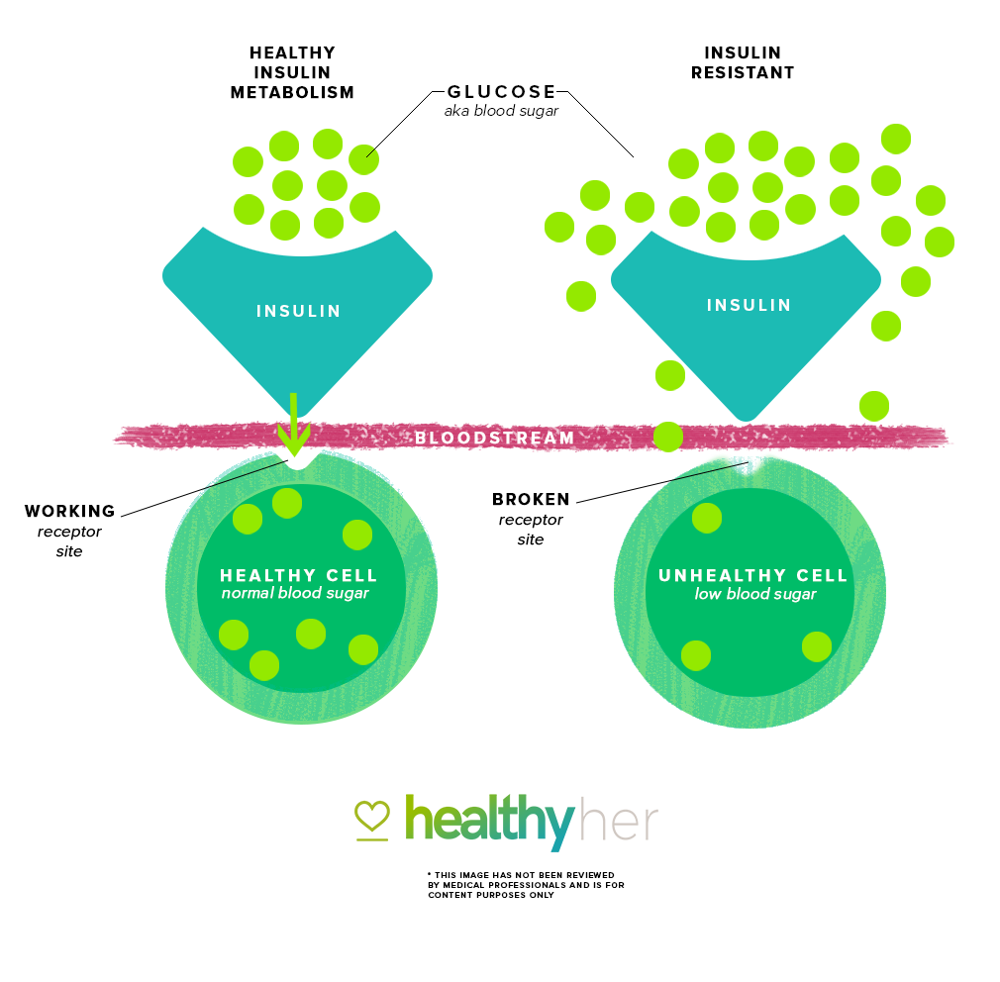 HEALTHY
INSULIN
METABOLISM
INSULIN
RESISTANT
GLUCOSE
aka blood sugar
INSULIN
INSULIN
BLOODSTREAM
WORKING
receptor
site
BROKEN
receptor
site
HEALTHY CELL
normal blood sugar
UNHEALTHY CELL
low blood sugar
healthyher
* THIS IMAGE HAS NOT BEEN REVIEWED
BY MEDICAL PROFESSIONALS AND IS FOR
CONTENT PURPOSES ONLY